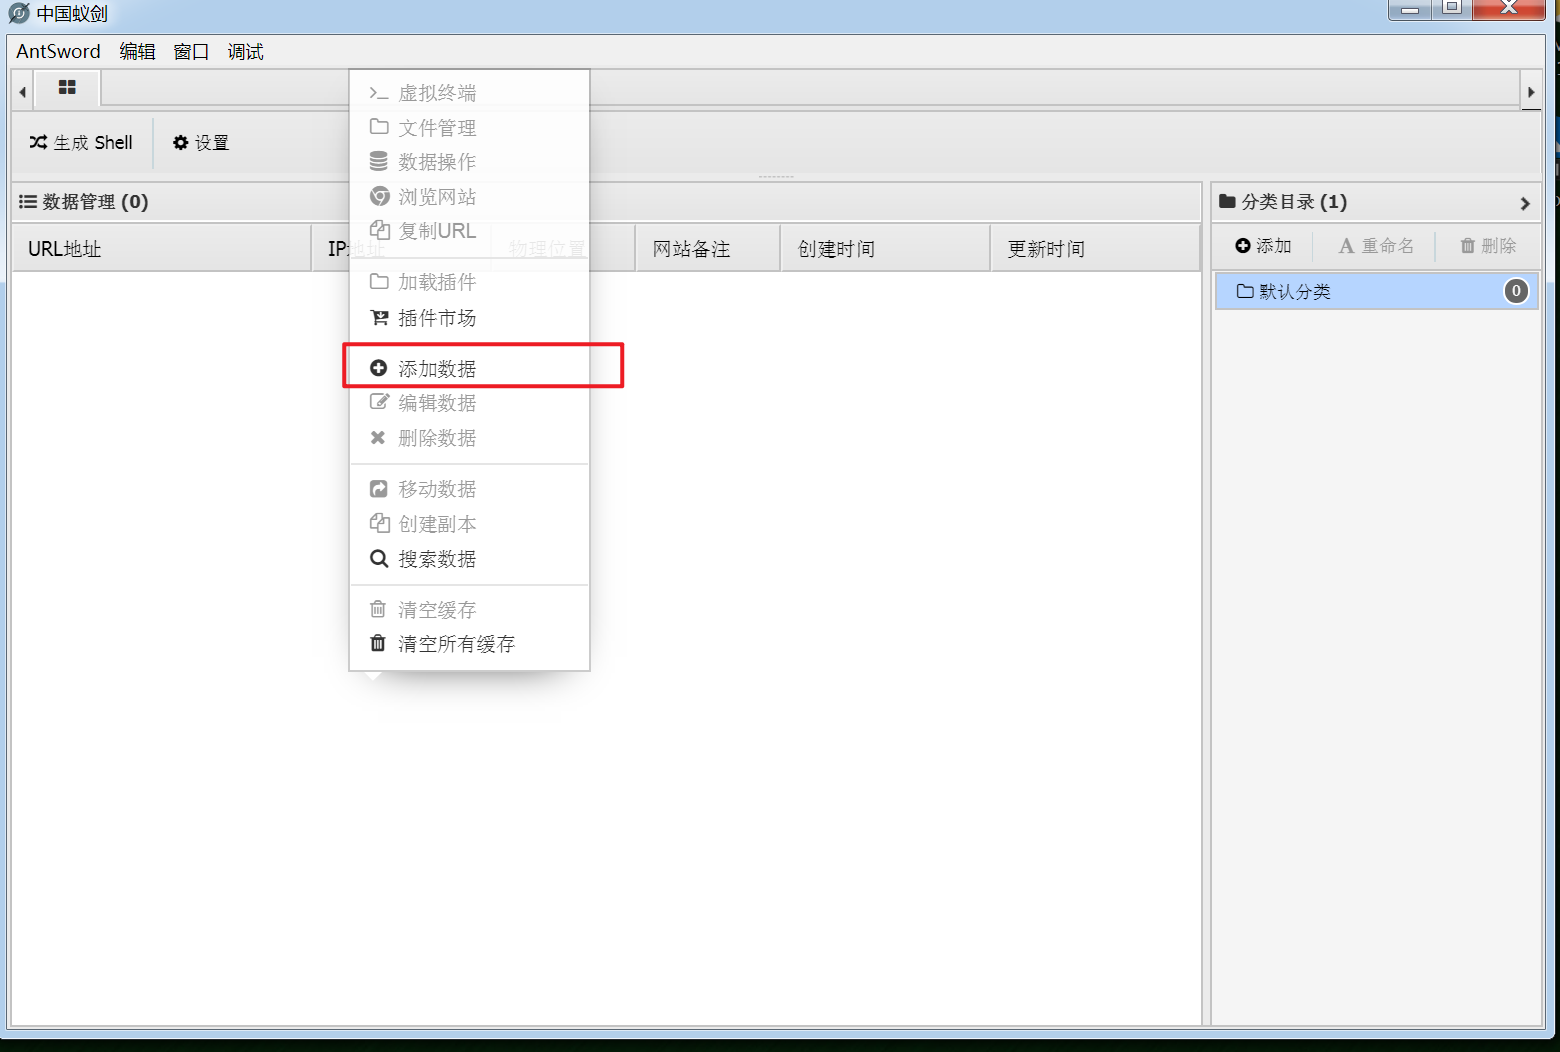 中国蚁剑
AntSword 编辑 窗口 调试
生成 Shell 设置
数据管理 (0)
URL地址 IP地址 物理位置 网站备注 创建时间 更新时间
虚拟终端
文件管理
数据操作
浏览网站
复制URL
加载插件
插件市场
添加数据
编辑数据
删除数据
移动数据
创建副本
搜索数据
清空缓存
清空所有缓存
分类目录 (1)
添加 重命名 删除
默认分类 0